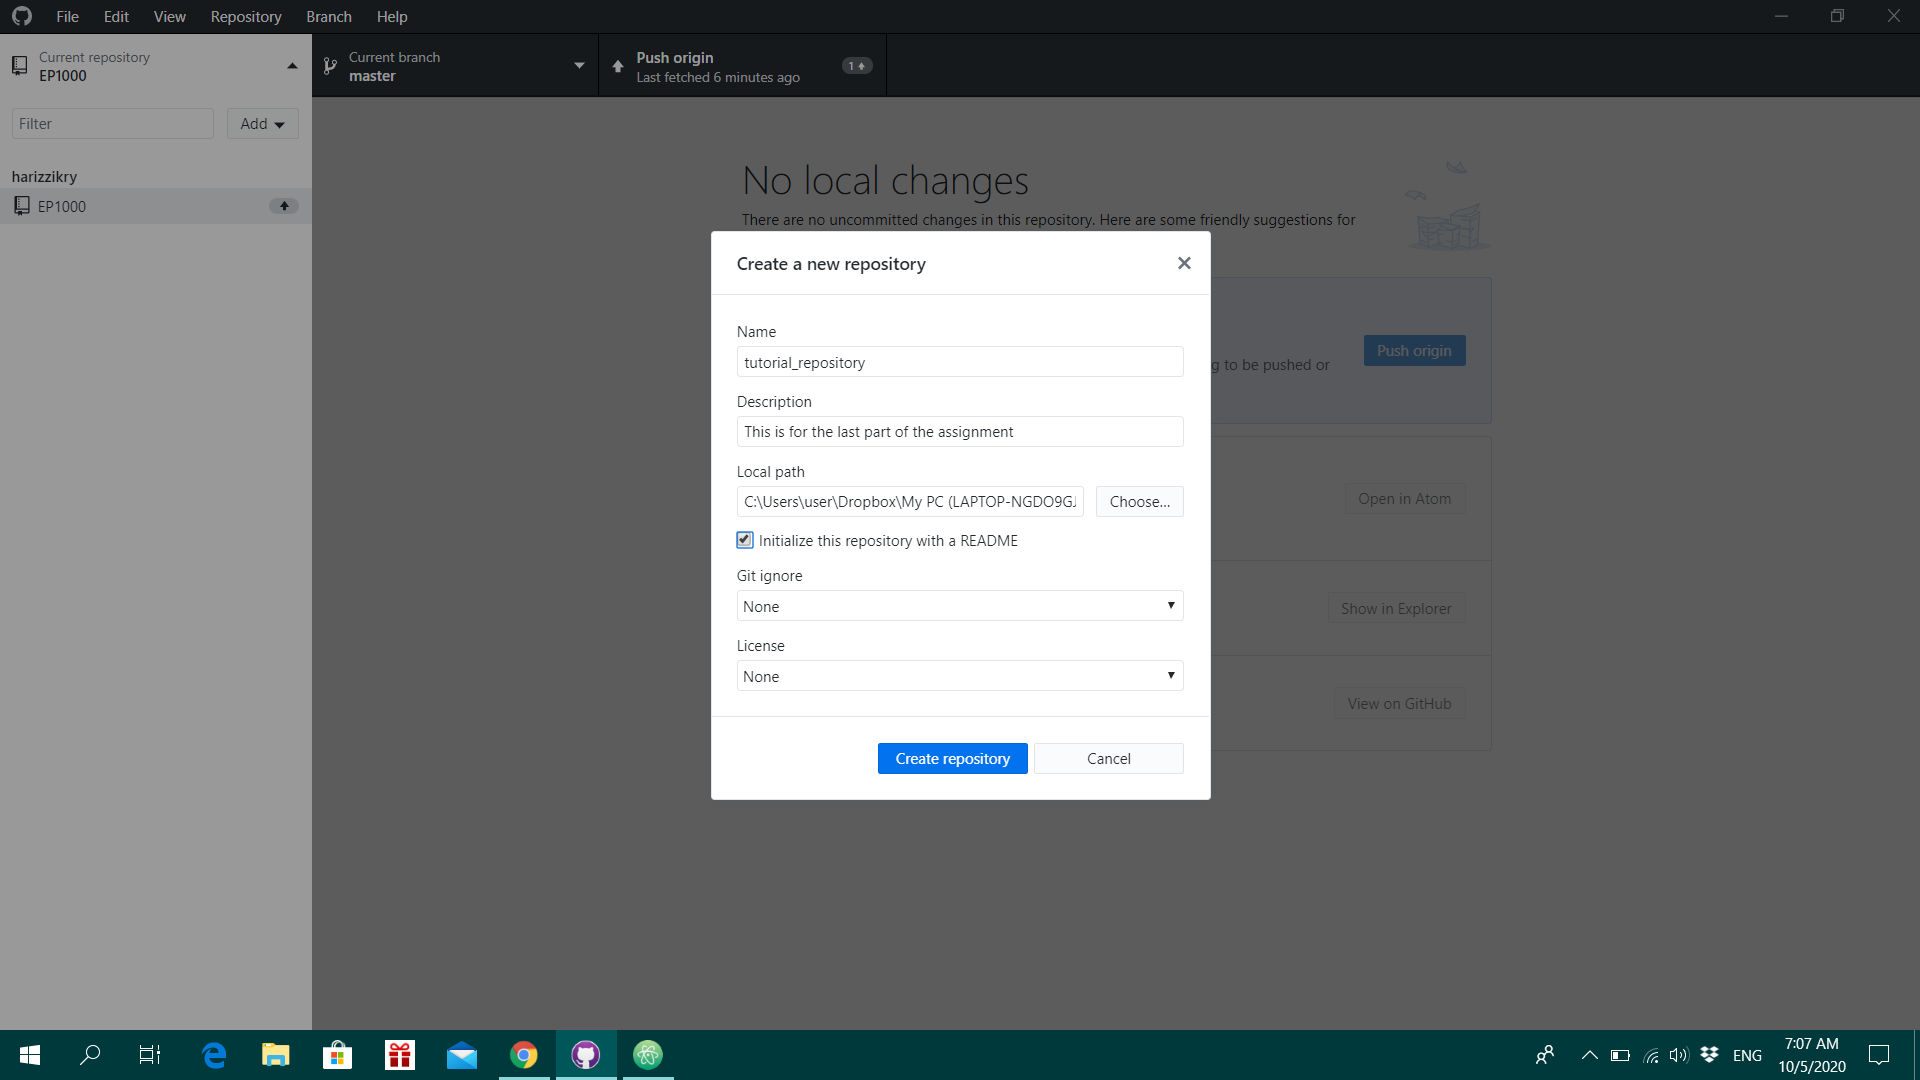 File Edit View Repository Branch Help
Current repository
EP1000
Current branch
master
Push origin
Last fetched 6 minutes ago
1
Filter
Add
harizzikry
EP1000
No local changes
There are no uncommitted changes in this repository. Here are some friendly suggestions for
Create a new repository
Name
tutorial_repository
Description
This is for the last part of the assignment
Local path
C:\Users\user\Dropbox\My PC (LAPTOP-NGDO9GJ
Choose...
Initialize this repository with a README
Git ignore
None
License
None
Create repository
Cancel
Push origin
g to be pushed or
Open in Atom
Show in Explorer
View on GitHub
ENG
7:07 AM
10/5/2020